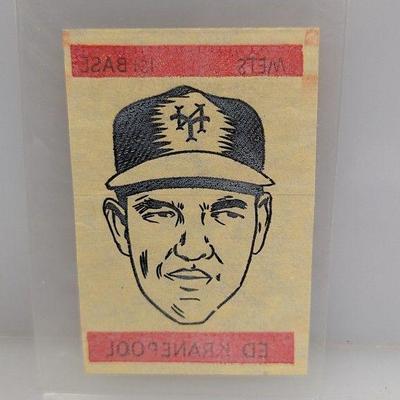 METS 1st BASE
NY
ED KRANEPOOL